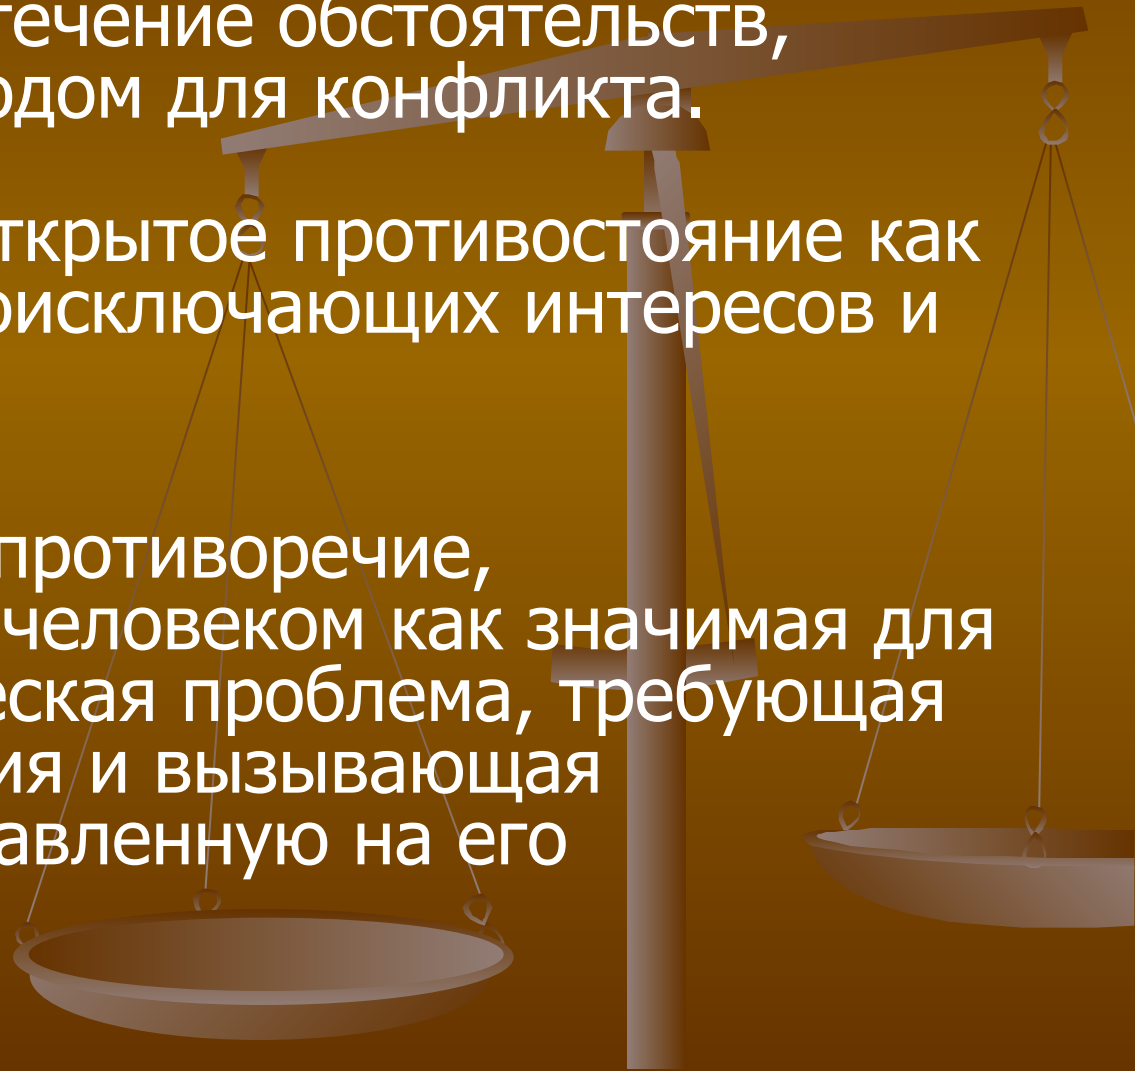 течение обстоятельств,
одом для конфликта.
ткрытое противостояние как
оисключающих интересов и
противоречие,
человеком как значимая для
еская проблема, требующая
ия и вызывающая
авленную на его